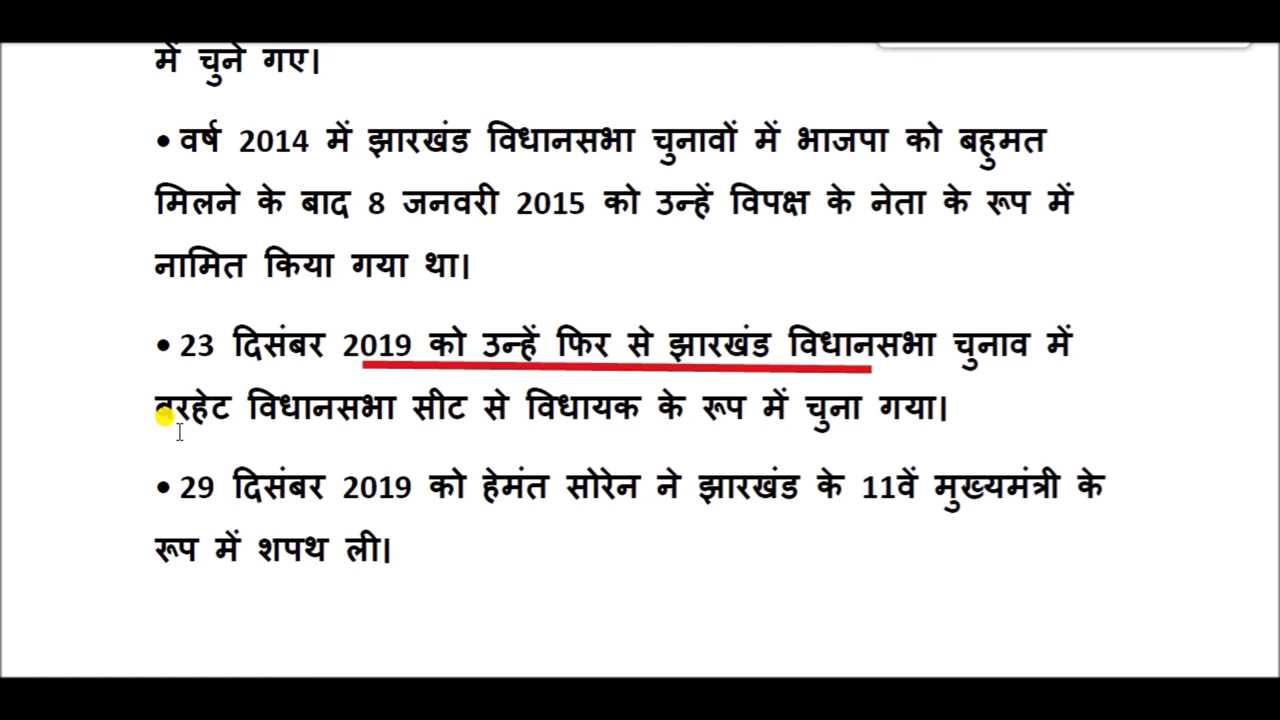 में चुने गए।
• वर्ष 2014 में झारखंड विधानसभा चुनावों में भाजपा को बहुमत
मिलने के बाद 8 जनवरी 2015 को उन्हें विपक्ष के नेता के रूप में
नामित किया गया था।
• 23 दिसंबर 2019 को उन्हें फिर से झारखंड विधानसभा चुनाव में
बरहेट विधानसभा सीट से विधायक के रूप में चुना गया।
• 29 दिसंबर 2019 को हेमंत सोरेन ने झारखंड के 11वें मुख्यमंत्री के
रूप में शपथ ली।